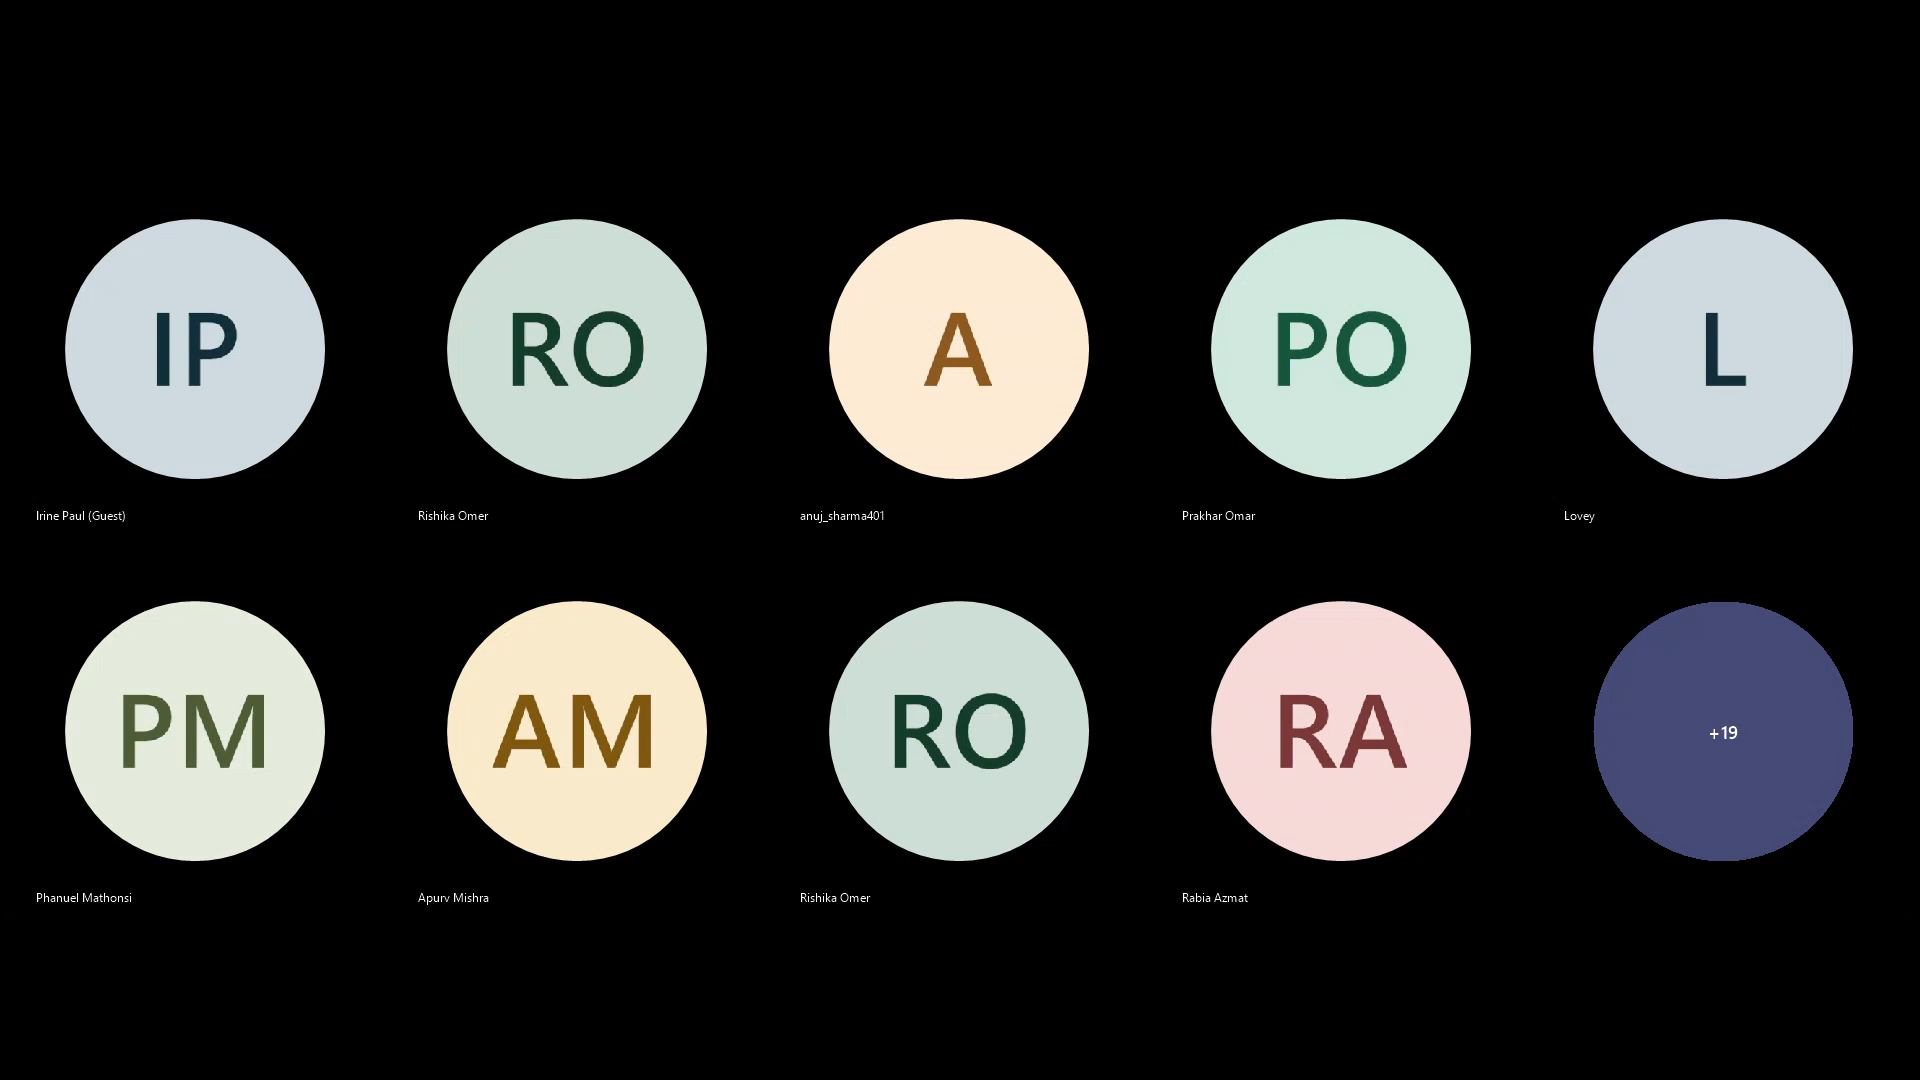 IP
RO
A
PO
L
Irine Paul (Guest)
Rishika Omer
anuj_sharma401
Prakhar Omar
Lovey
PM
AM
RO
RA
+19
Phanuel Mathonsi
Apurv Mishra
Rishika Omer
Rabia Azmat